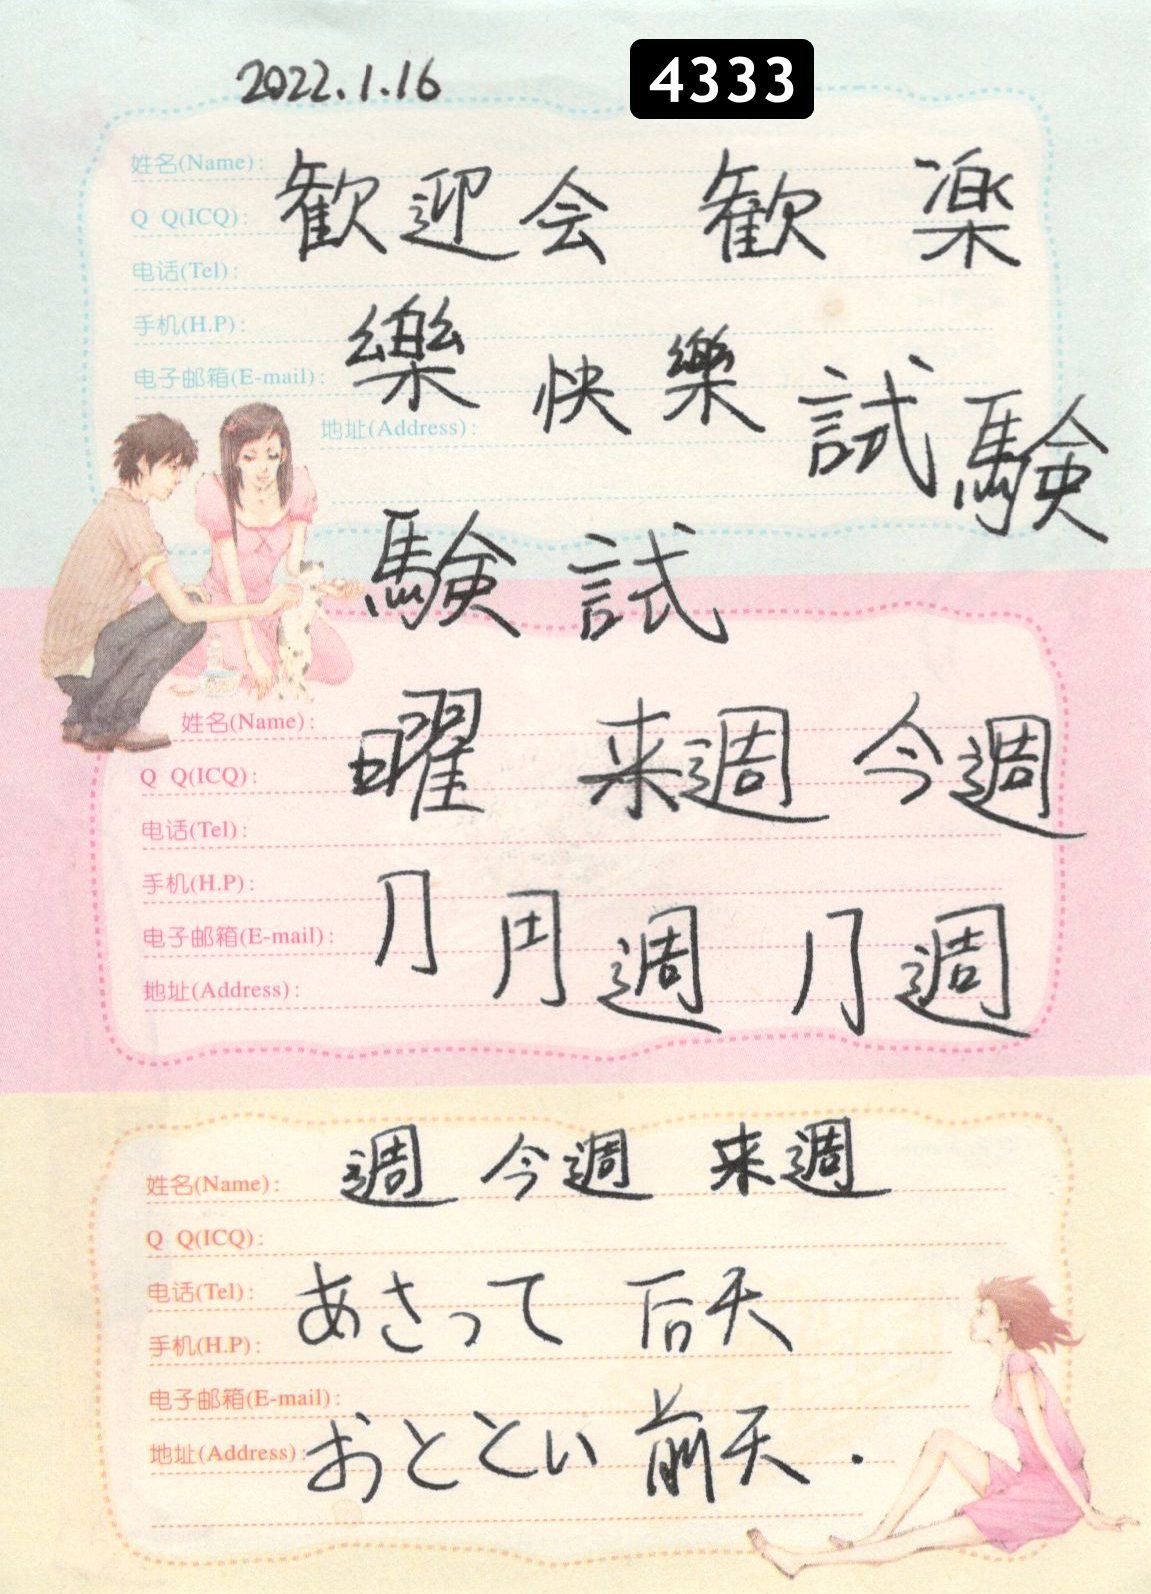 2022.1.16
4333
姓名(Name):
歓迎会 歓 楽
Q Q(ICQ):
电话(Tel):
手机(H.P):
樂 快樂 試験
电子邮箱(E-mail):
地址(Address):
験 試
姓名(Name):
曜 来週 今週
Q Q(ICQ):
电话(Tel):
手机(H.P):
月 週 月 週
电子邮箱(E-mail):
地址(Address):
週 今週 来週
姓名(Name):
Q Q(ICQ):
电话(Tel):
あさって 后天
手机(H.P):
电子邮箱(E-mail):
地址(Address):
おととい 前天.